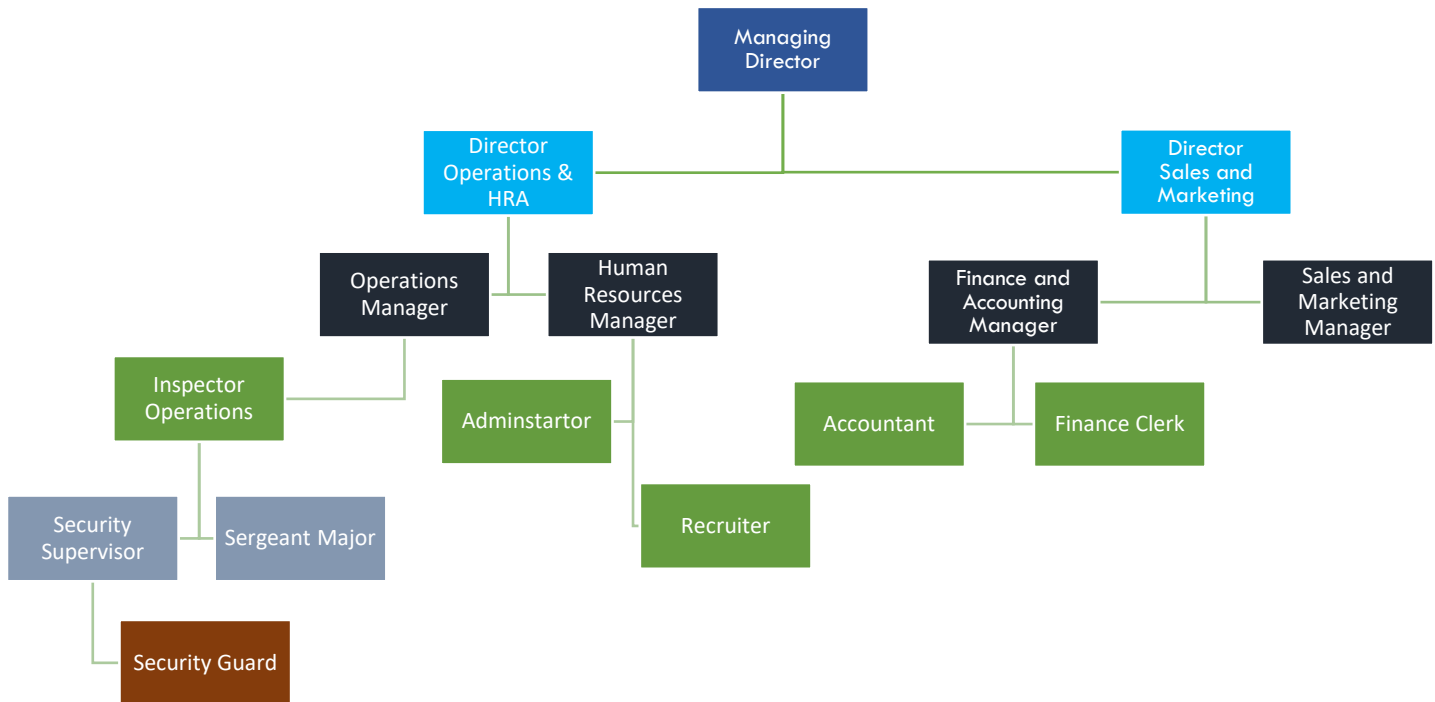 Managing
Director
Director
Operations &
HRA
Director
Sales and
Marketing
Operations
Manager
Human
Resources
Manager
Finance and
Accounting
Manager
Sales and
Marketing
Manager
Inspector
Operations
Adminstartor
Accountant
Finance Clerk
Security
Supervisor
Sergeant Major
Recruiter
Security Guard